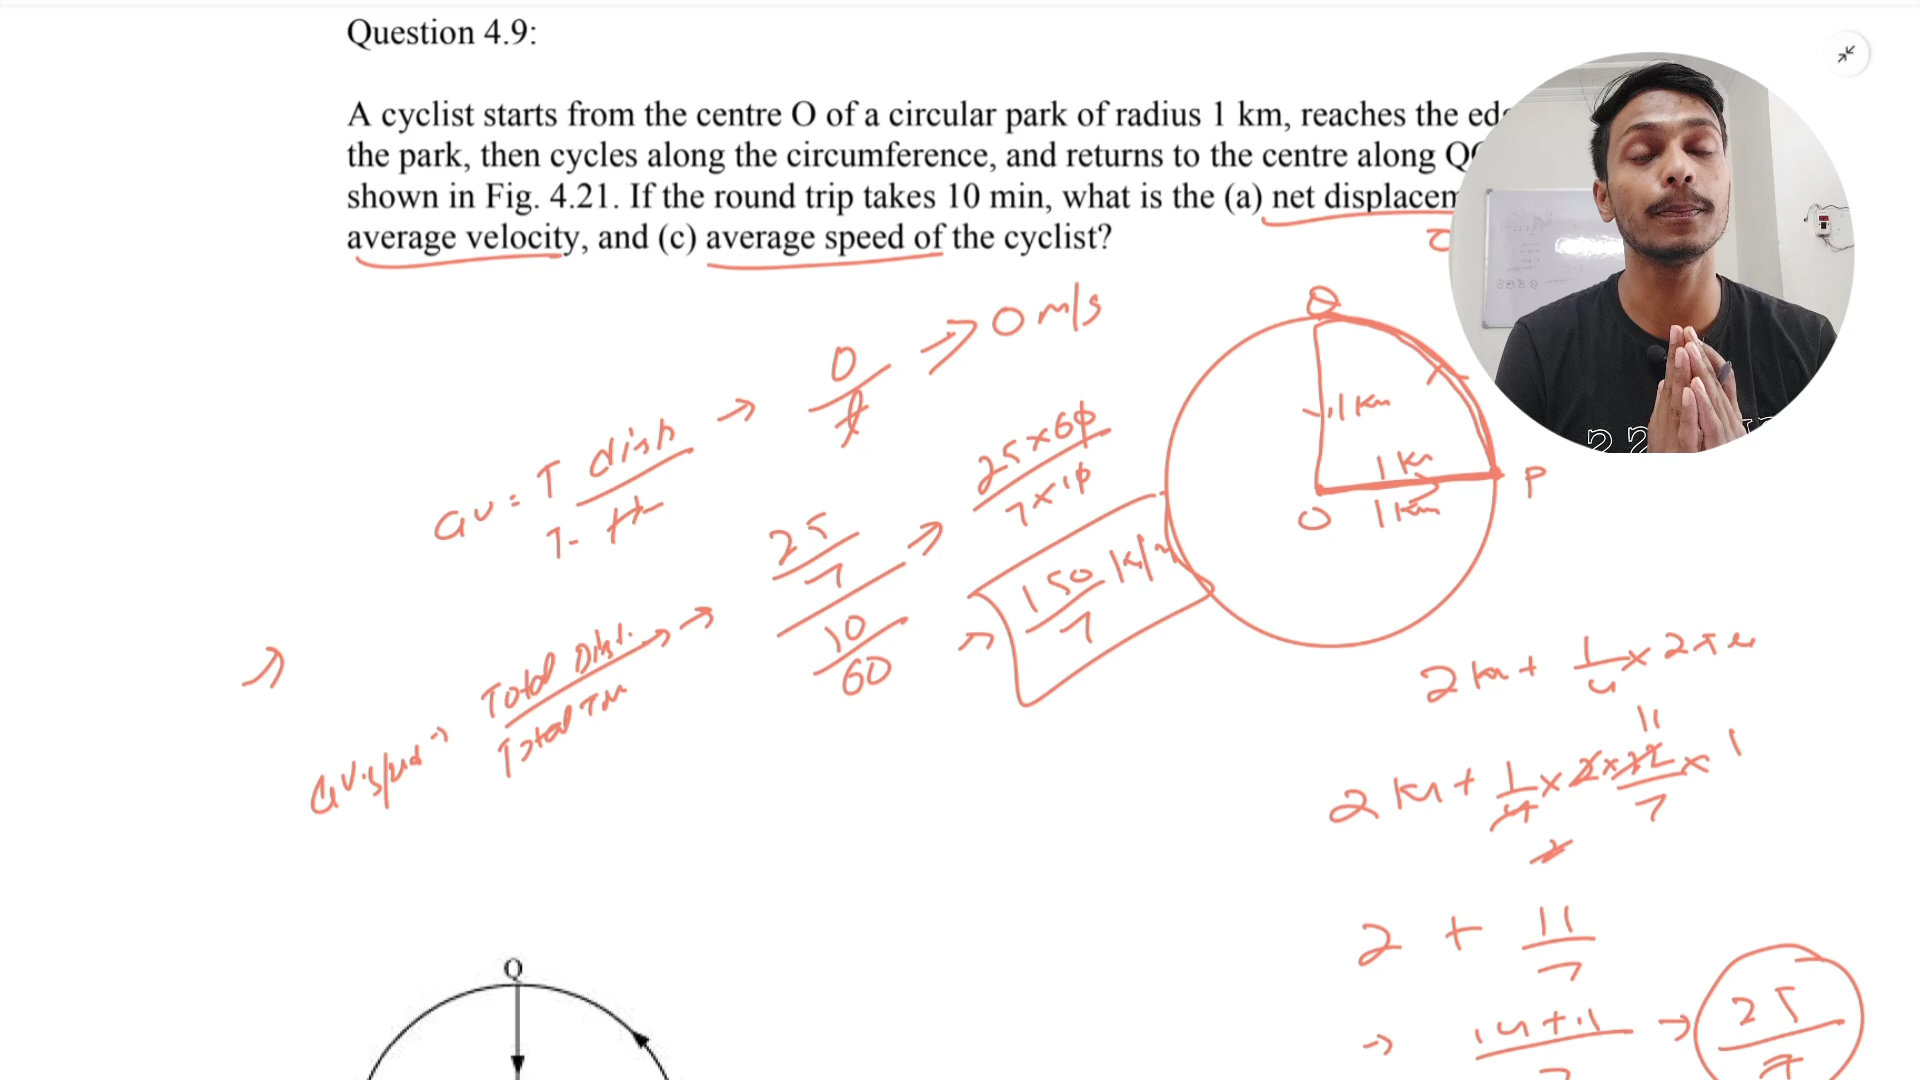 Question 4.9:
A cyclist starts from the centre O of a circular park of radius 1 km, reaches the
the park, then cycles along the circumference, and returns to the centre along
shown in Fig. 4.21. If the round trip takes 10 min, what is the (a) net displacem
average velocity, and (c) average speed of the cyclist?
0/t → 0 m/s
Q
1 km
1 km
P
O
1 km
25×60
7×10
25/7
10/60
150/7
Total
Total
2 km + 1/4 ×
11
2 km + 1/4 × 2×22/7 × 1
2
2 + 11/7
14+11
→ 25/7
Q